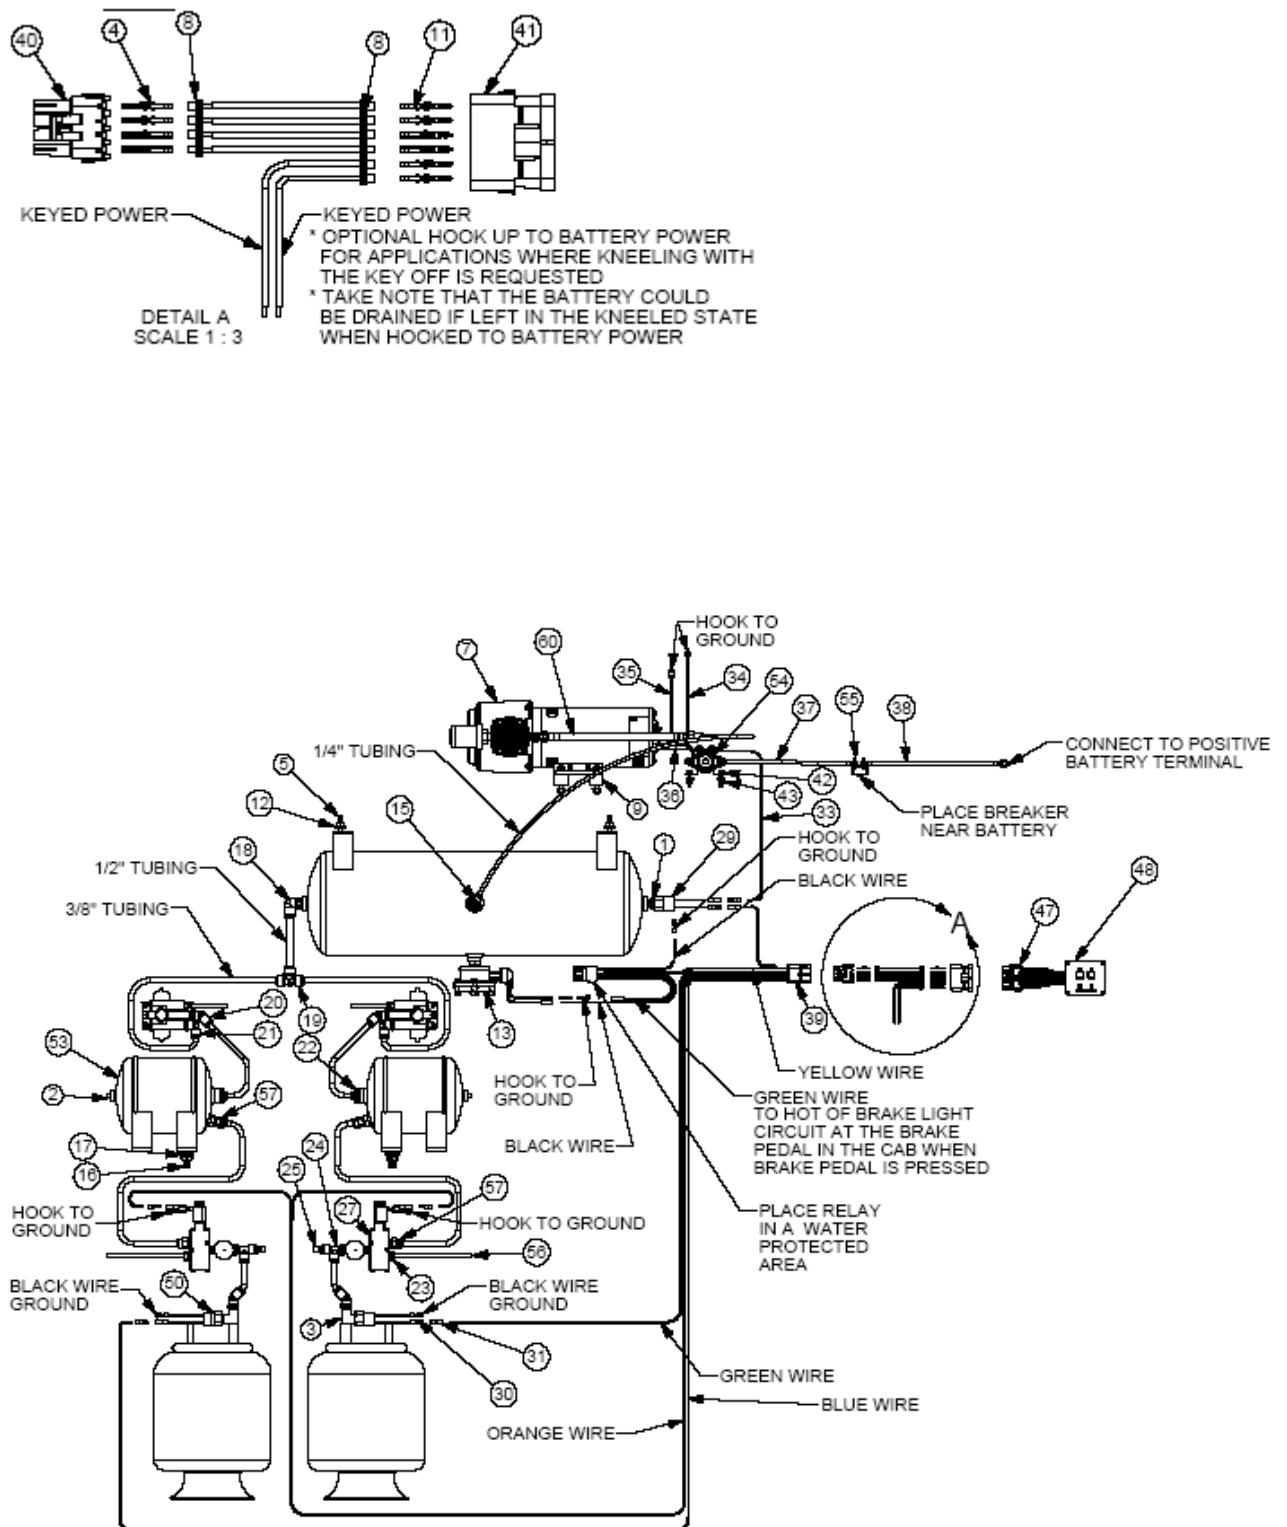 40
4
8
8
11
41
KEYED POWER
KEYED POWER
* OPTIONAL HOOK UP TO BATTERY POWER
FOR APPLICATIONS WHERE KNEELING WITH
THE KEY OFF IS REQUESTED
* TAKE NOTE THAT THE BATTERY COULD
BE DRAINED IF LEFT IN THE KNEELED STATE
WHEN HOOKED TO BATTERY POWER
DETAIL A
SCALE 1 : 3
HOOK TO
GROUND
7
60
35
34
54
37
55
38
CONNECT TO POSITIVE
BATTERY TERMINAL
1/4" TUBING
5
12
15
9
36
42
43
33
PLACE BREAKER
NEAR BATTERY
HOOK TO
GROUND
BLACK WIRE
18
1
29
48
1/2" TUBING
3/8" TUBING
A
47
20
21
19
13
39
53
22
2
57
HOOK TO
GROUND
YELLOW WIRE
GREEN WIRE
TO HOT OF BRAKE LIGHT
CIRCUIT AT THE BRAKE
PEDAL IN THE CAB WHEN
BRAKE PEDAL IS PRESSED
BLACK WIRE
17
16
25
24
27
57
HOOK TO
GROUND
HOOK TO GROUND
PLACE RELAY
IN A WATER
PROTECTED
AREA
56
23
BLACK WIRE
GROUND
50
BLACK WIRE
GROUND
3
31
30
GREEN WIRE
BLUE WIRE
ORANGE WIRE